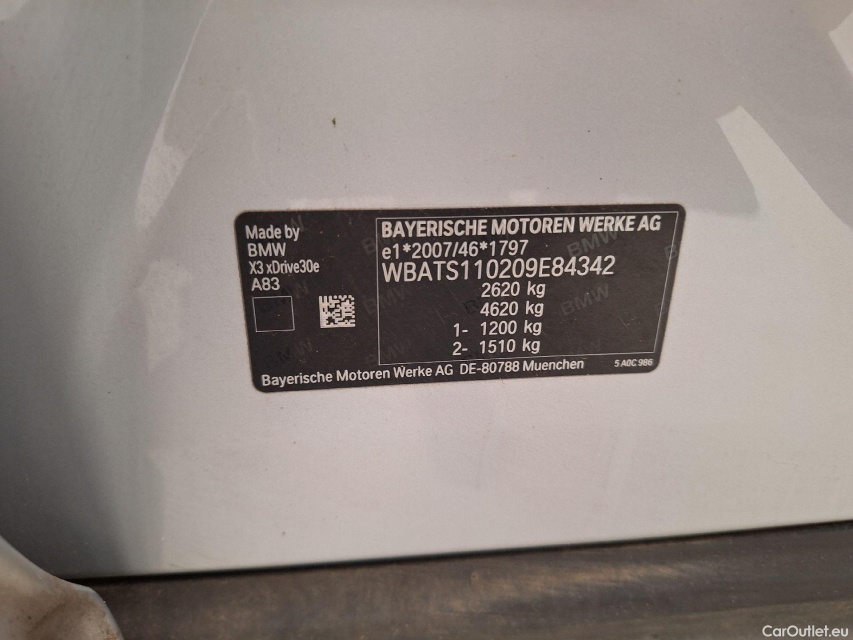 Made by
BMW
X3 xDrive30e
A83
BAYERISCHE MOTOREN WERKE AG
e1*2007/46*1797
WBATS110209E84342
2620 kg
4620 kg
1- 1200 kg
2- 1510 kg
Bayerische Motoren Werke AG DE-80788 Muenchen
5 A0C 986
CarOutlet.eu